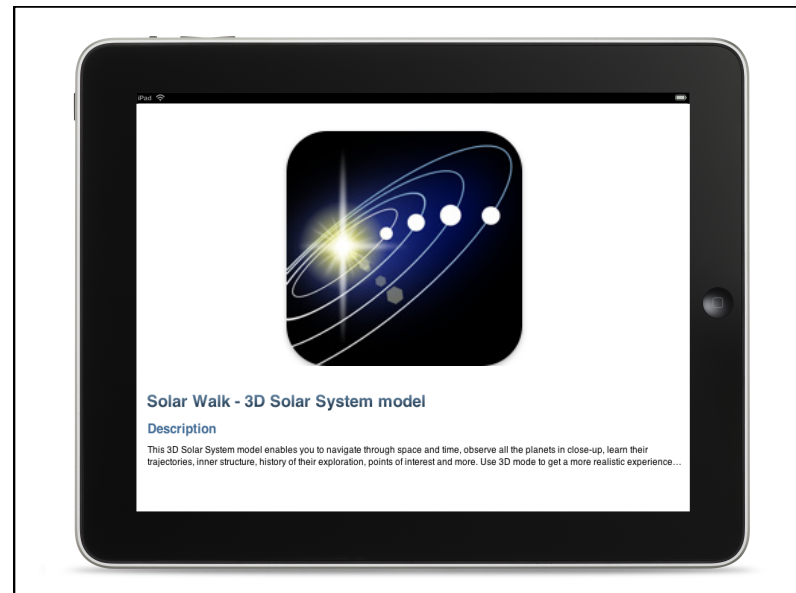 iPad
Solar Walk - 3D Solar System model
Description
This 3D Solar System model enables you to navigate through space and time, observe all the planets in close-up, learn their
trajectories, inner structure, history of their exploration, points of interest and more. Use 3D mode to get a more realistic experience…